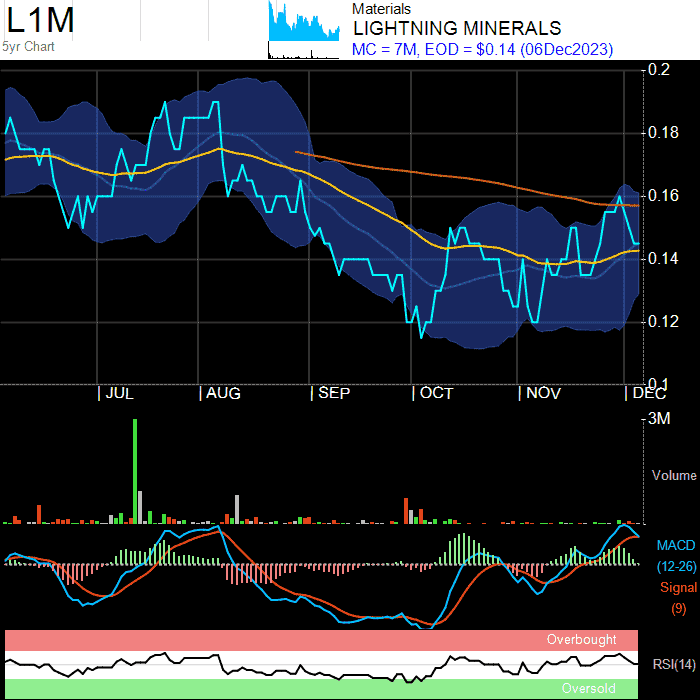 L1M
5yr Chart
Materials
LIGHTNING MINERALS
MC = 7M, EOD = $0.14 (06Dec2023)
0.2
0.18
0.16
0.14
0.12
0.1
JUL
AUG
SEP
OCT
NOV
DEC
3M
Volume
MACD
(12-26)
Signal
(9)
Overbought
RSI(14)
Oversold